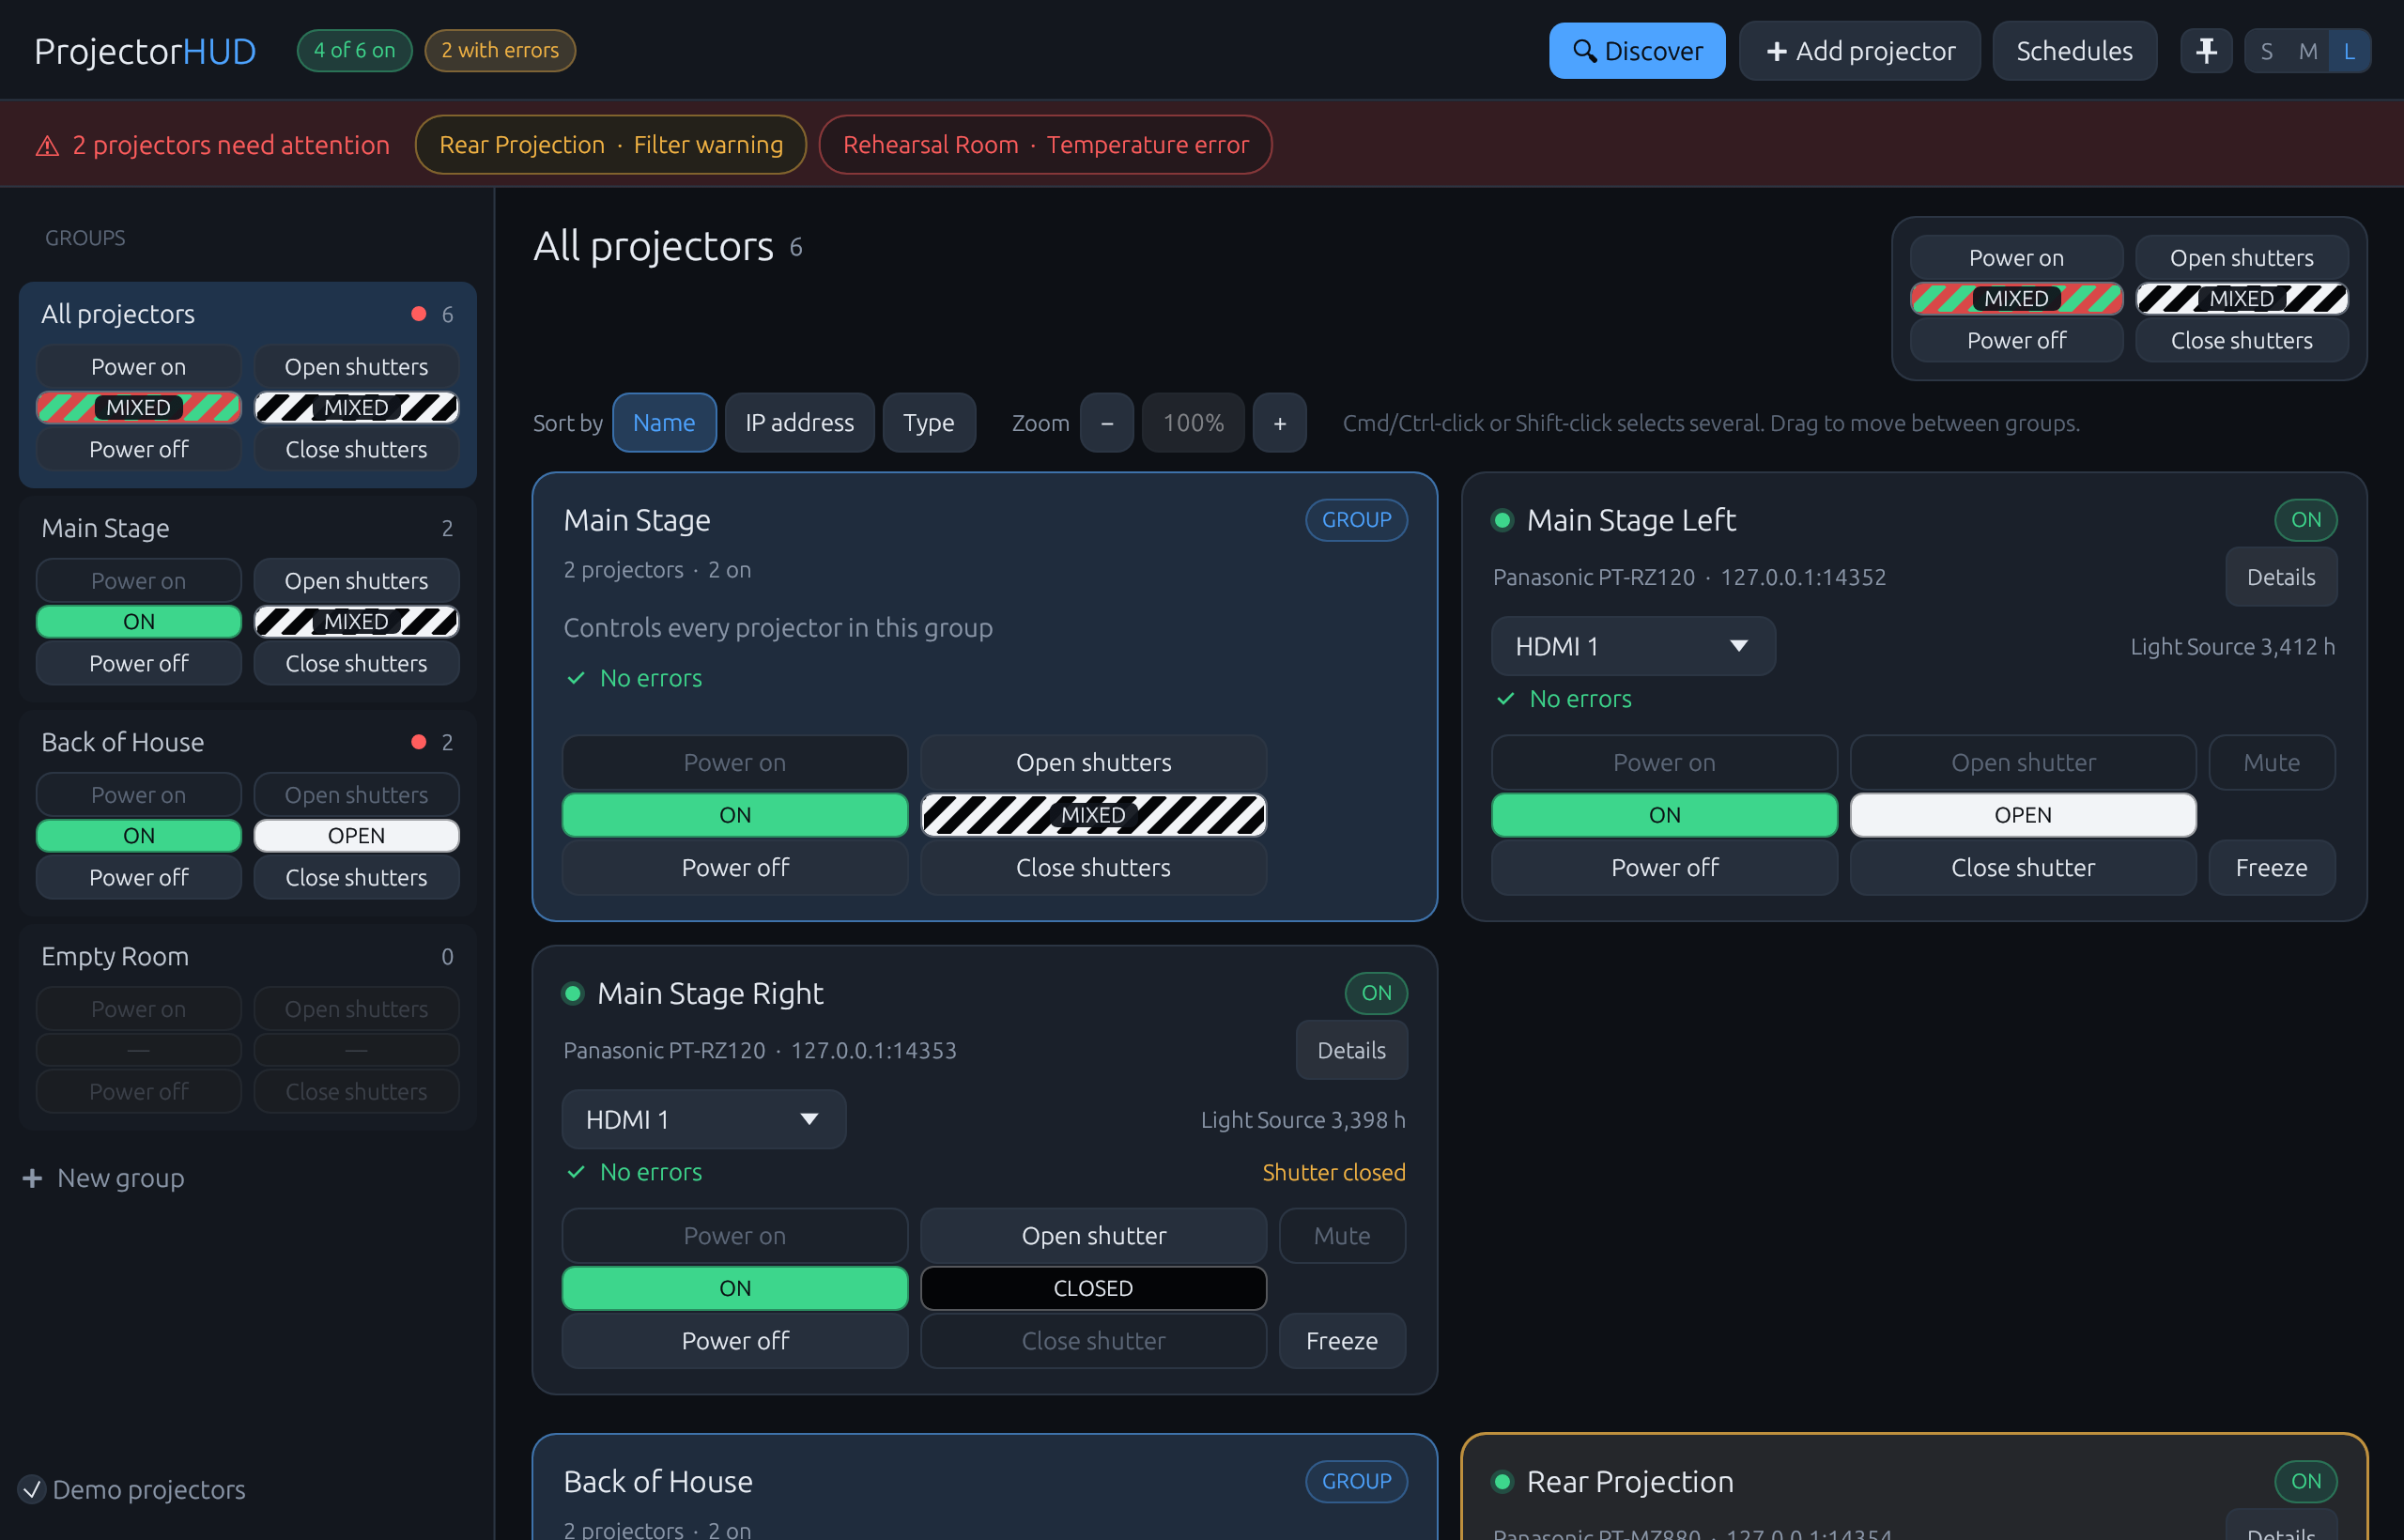 ProjectorHUD 4 of 6 on 2 with errors Discover + Add projector Schedules S M L
2 projectors need attention Rear Projection · Filter warning Rehearsal Room · Temperature error
GROUPS
All projectors 6
Power on Open shutters
MIXED MIXED
Power off Close shutters
Main Stage 2
Power on Open shutters
ON MIXED
Power off Close shutters
Back of House 2
Power on Open shutters
ON OPEN
Power off Close shutters
Empty Room 0
Power on Open shutters
— —
Power off Close shutters
+ New group
Demo projectors
All projectors 6
Power on Open shutters
MIXED MIXED
Power off Close shutters
Sort by Name IP address Type Zoom − 100% + Cmd/Ctrl-click or Shift-click selects several. Drag to move between groups.
Main Stage GROUP
2 projectors · 2 on
Controls every projector in this group
No errors
Power on Open shutters
ON MIXED
Power off Close shutters
Main Stage Left ON
Panasonic PT-RZ120 · 127.0.0.1:14352 Details
HDMI 1 Light Source 3,412 h
No errors
Power on Open shutter Mute
ON OPEN
Power off Close shutter Freeze
Main Stage Right ON
Panasonic PT-RZ120 · 127.0.0.1:14353 Details
HDMI 1 Light Source 3,398 h
No errors Shutter closed
Power on Open shutter Mute
ON CLOSED
Power off Close shutter Freeze
Back of House GROUP
2 projectors · 2 on
Rear Projection ON
Panasonic PT-MZ880 · 127.0.0.1:14354 Details